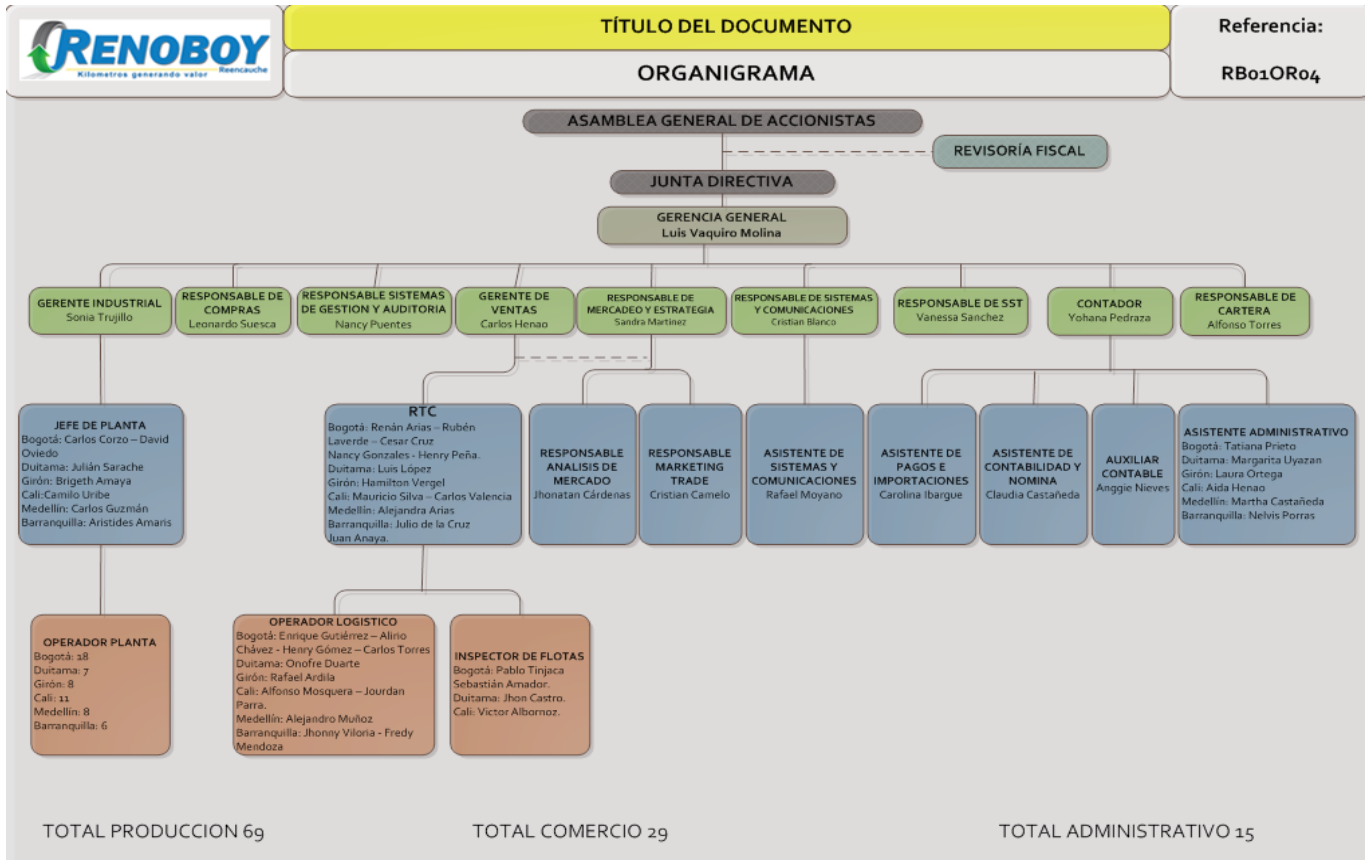 RENOBOY
Reencauche
Kilometros generando valor
TÍTULO DEL DOCUMENTO
ORGANIGRAMA
Referencia:
RB01OR04
ASAMBLEA GENERAL DE ACCIONISTAS
REVISORÍA FISCAL
JUNTA DIRECTIVA
GERENCIA GENERAL
Luis Vaquiro Molina
GERENTE INDUSTRIAL
Sonia Trujillo
RESPONSABLE DE
COMPRAS
Leonardo Suesca
RESPONSABLE SISTEMAS
DE GESTION Y AUDITORIA
Nancy Puentes
GERENTE DE
VENTAS
Carlos Henao
RESPONSABLE DE
MERCADEO Y ESTRATEGIA
Sandra Martinez
RESPONSABLE DE SISTEMAS
Y COMUNICACIONES
Cristian Blanco
RESPONSABLE DE SST
Vanessa Sanchez
CONTADOR
Yohana Pedraza
RESPONSABLE DE
CARTERA
Alfonso Torres
JEFE DE PLANTA
Bogotá: Carlos Corzo – David
Oviedo
Duitama: Julián Sarache
Girón: Brigeth Amaya
Cali:Camilo Uribe
Medellín: Carlos Guzmán
Barranquilla: Aristides Amaris
RTC
Bogotá: Renán Arias – Rubén
Laverde – Cesar Cruz
Nancy Gonzales - Henry Peña.
Duitama: Luis López
Girón: Hamilton Vergel
Cali: Mauricio Silva – Carlos Valencia
Medellín: Alejandra Arias
Barranquilla: Julio de la Cruz
Juan Anaya.
RESPONSABLE
ANALISIS DE
MERCADO
Jhonatan Cárdenas
RESPONSABLE
MARKETING
TRADE
Cristian Camelo
ASISTENTE DE
SISTEMAS Y
COMUNICACIONES
Rafael Moyano
ASISTENTE DE
PAGOS E
IMPORTACIONES
Carolina Ibargue
ASISTENTE DE
CONTABILIDAD Y
NOMINA
Claudia Castañeda
AUXILIAR
CONTABLE
Anggie Nieves
ASISTENTE ADMINISTRATIVO
Bogotá: Tatiana Prieto
Duitama: Margarita Uyazan
Girón: Laura Ortega
Cali: Aida Henao
Medellín: Martha Castañeda
Barranquilla: Nelvis Porras
OPERADOR PLANTA
Bogotá: 18
Duitama: 7
Girón: 8
Cali: 11
Medellín: 8
Barranquilla: 6
OPERADOR LOGISTICO
Bogotá: Enrique Gutiérrez – Alirio
Chávez - Henry Gómez – Carlos Torres
Duitama: Onofre Duarte
Girón: Rafael Ardila
Cali: Alfonso Mosquera – Jourdan
Parra.
Medellín: Alejandro Muñoz
Barranquilla: Jhonny Viloria - Fredy
Mendoza
INSPECTOR DE FLOTAS
Bogotá: Pablo Tinjaca
Sebastián Amador.
Duitama: Jhon Castro.
Cali: Victor Albornoz.
TOTAL PRODUCCION 69
TOTAL COMERCIO 29
TOTAL ADMINISTRATIVO 15